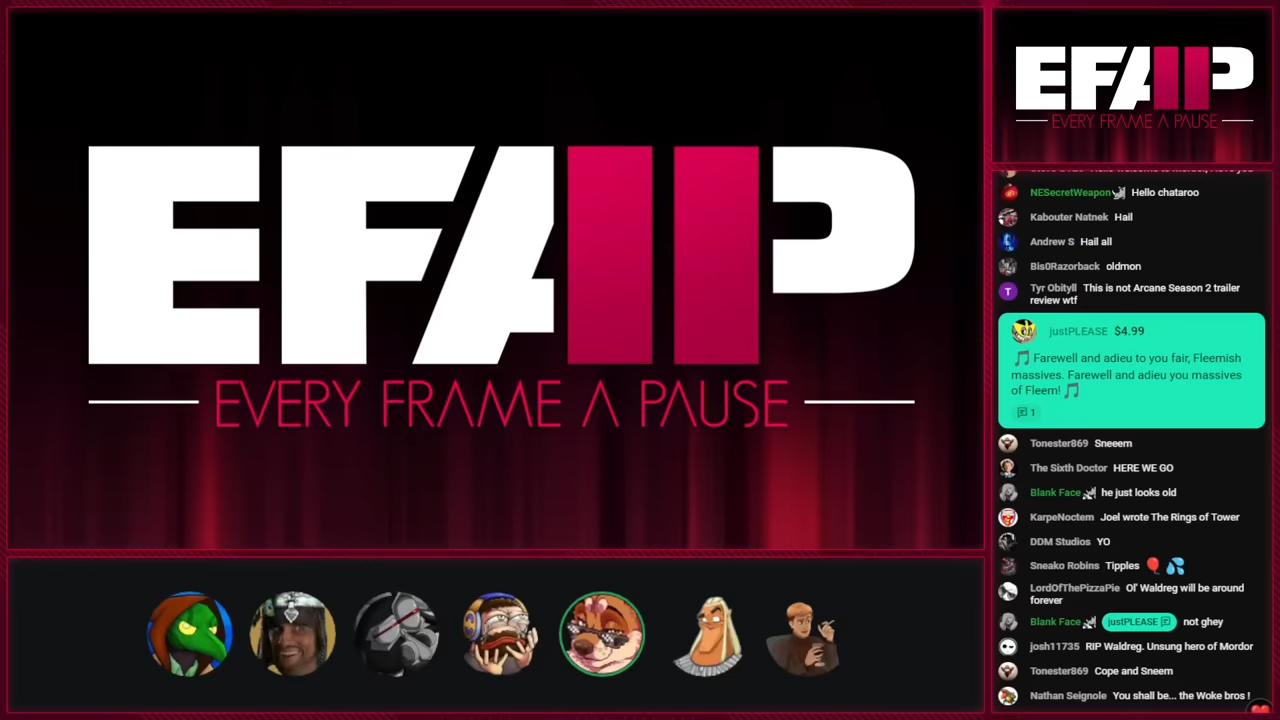 EFAP
EVERY FRAME A PAUSE
EFAP
EVERY FRAME A PAUSE
NESecretWeapon Hello chataroo
Kabouter Natnek Hail
Andrew S Hail all
Bis0Razorback oldmon
T Tyr Obityll This is not Arcane Season 2 trailer
review wtf
justPLEASE $4.99
🎵 Farewell and adieu to you fair, Fleemish
massives. Farewell and adieu you massives
of Fleem! 🎵
1
Tonester869 Sneeem
The Sixth Doctor HERE WE GO
Blank Face he just looks old
KarpeNoctem Joel wrote The Rings of Tower
DDM Studios YO
Sneako Robins Tipples 🎈 💦
LordOfThePizzaPie Ol' Waldreg will be around
forever
Blank Face justPLEASE not ghey
josh11735 RIP Waldreg. Unsung hero of Mordor
Tonester869 Cope and Sneem
Nathan Seignole You shall be... the Woke bros !